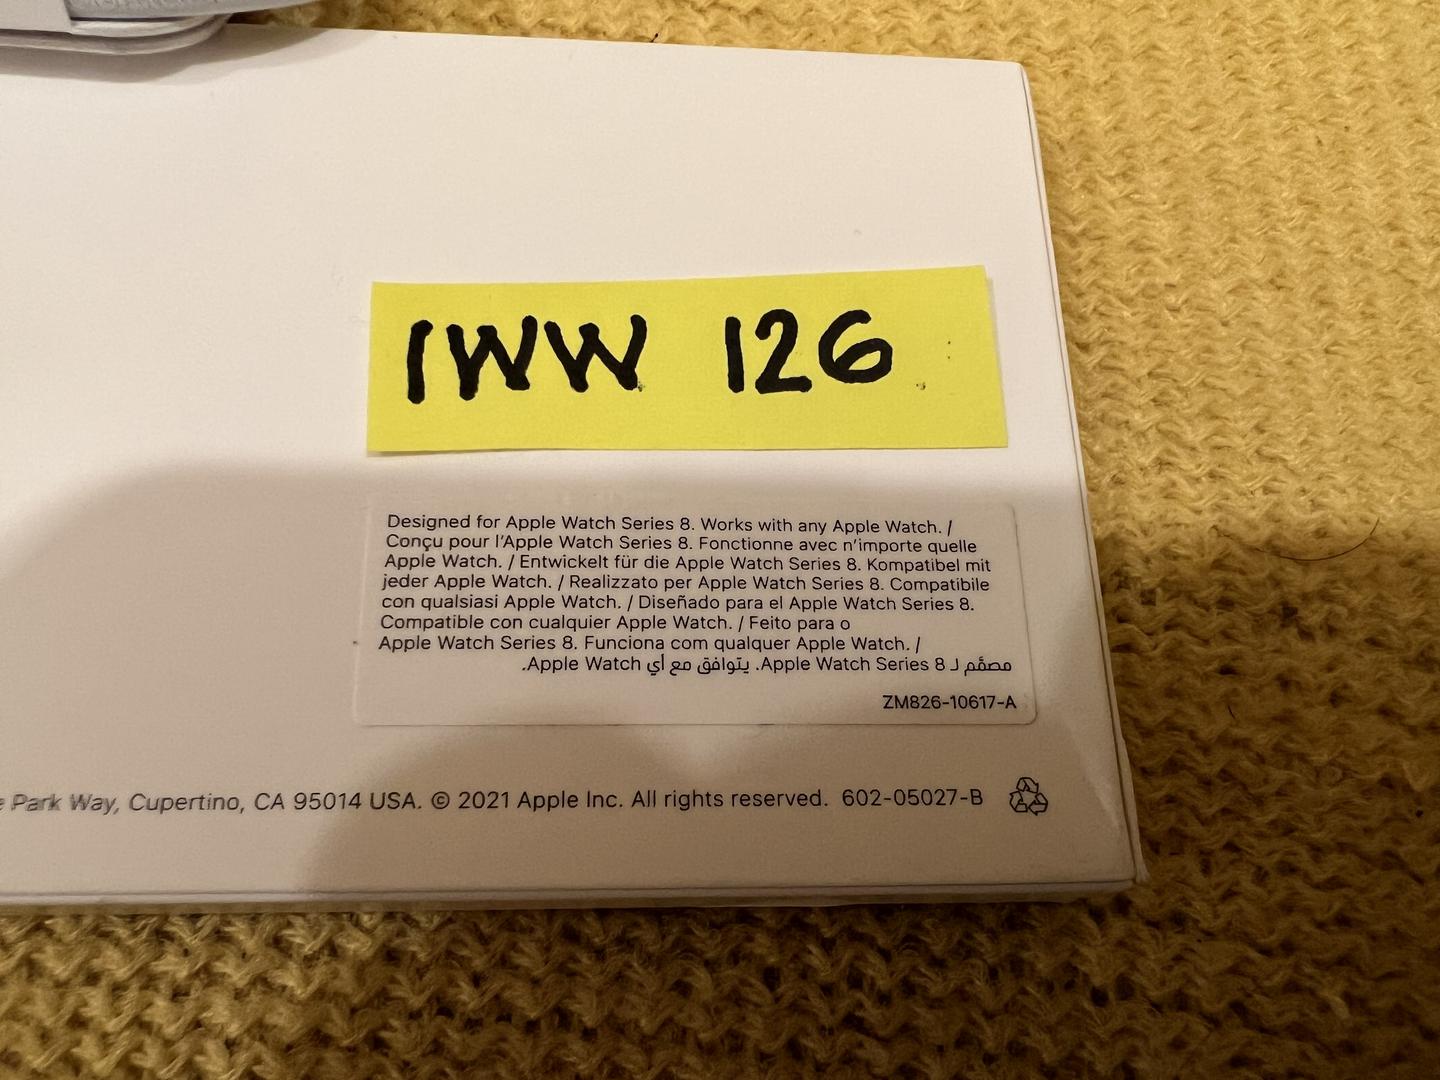 IWW 126
Designed for Apple Watch Series 8. Works with any Apple Watch. /
Conçu pour l’Apple Watch Series 8. Fonctionne avec n’importe quelle
Apple Watch. / Entwickelt für die Apple Watch Series 8. Kompatibel mit
jeder Apple Watch. / Realizzato per Apple Watch Series 8. Compatibile
con qualsiasi Apple Watch. / Diseñado para el Apple Watch Series 8.
Compatible con cualquier Apple Watch. / Feito para o
Apple Watch Series 8. Funciona com qualquer Apple Watch. /
مصمَّم لـ Apple Watch Series 8. يتوافق مع أي Apple Watch.
ZM826-10617-A
Park Way, Cupertino, CA 95014 USA. © 2021 Apple Inc. All rights reserved. 602-05027-B